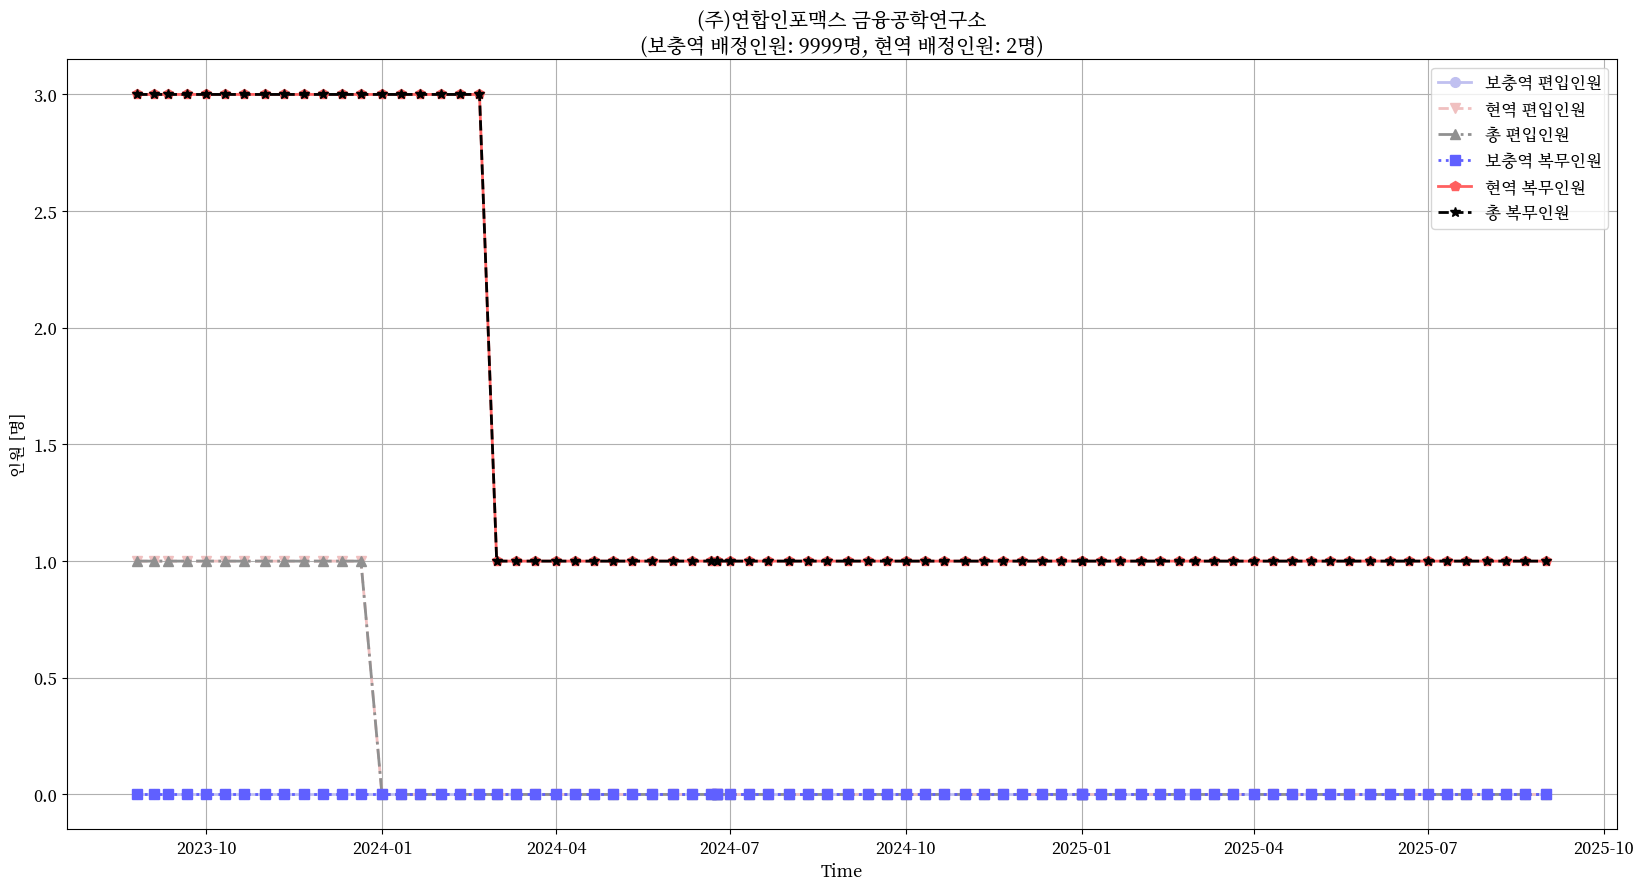 (주)연합인포맥스 금융공학연구소
(보충역 배정인원: 9999명, 현역 배정인원: 2명)
보충역 편입인원
현역 편입인원
총 편입인원
보충역 복무인원
현역 복무인원
총 복무인원
인원 [명]
3.0
2.5
2.0
1.5
1.0
0.5
0.0
2023-10 2024-01 2024-04 2024-07 2024-10 2025-01 2025-04 2025-07 2025-10
Time